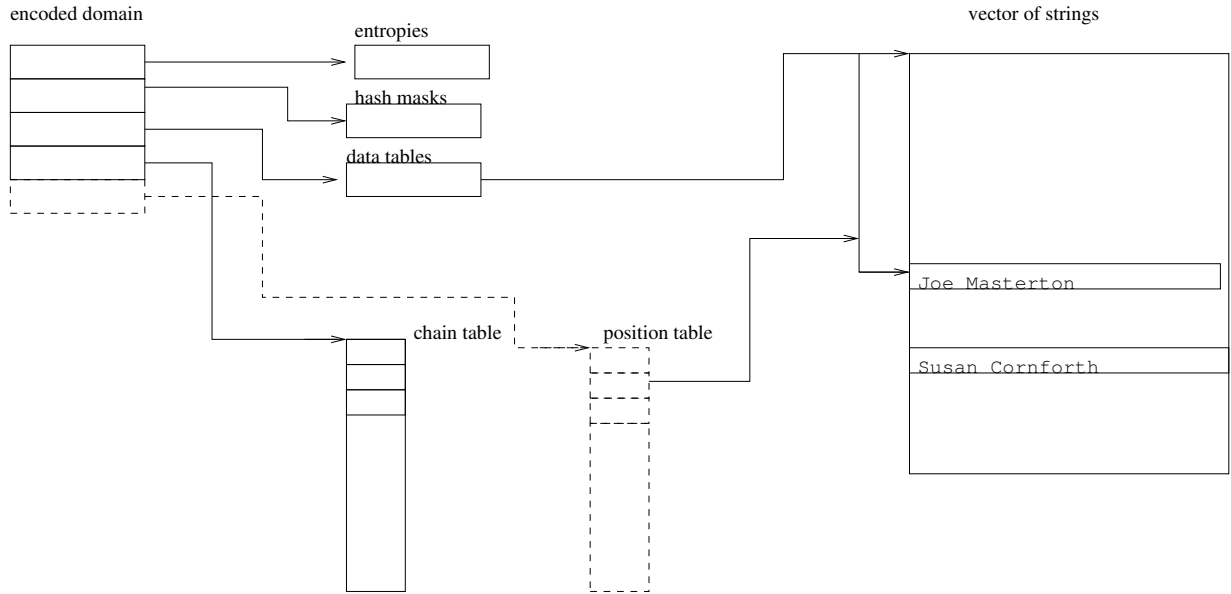 encoded domain
vector of strings
entropies
hash masks
data tables
Joe Masterton
chain table
position table
Susan Cornforth